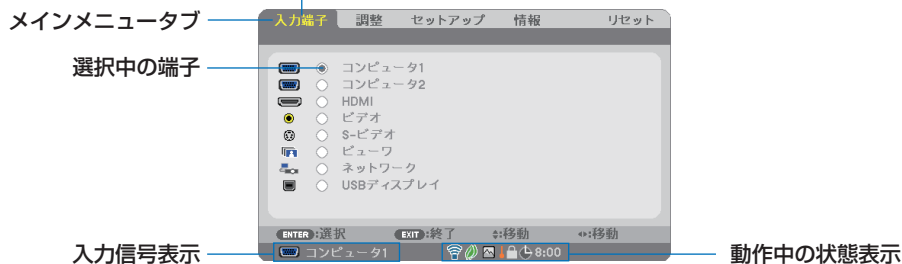 メインメニュータブ
入力端子 調整 セットアップ 情報 リセット
選択中の端子
コンピュータ1
コンピュータ2
HDMI
ビデオ
S-ビデオ
ビューワ
ネットワーク
USBディスプレイ
ENTER:選択 EXIT:終了 :移動 :移動
入力信号表示
コンピュータ1 8:00
動作中の状態表示